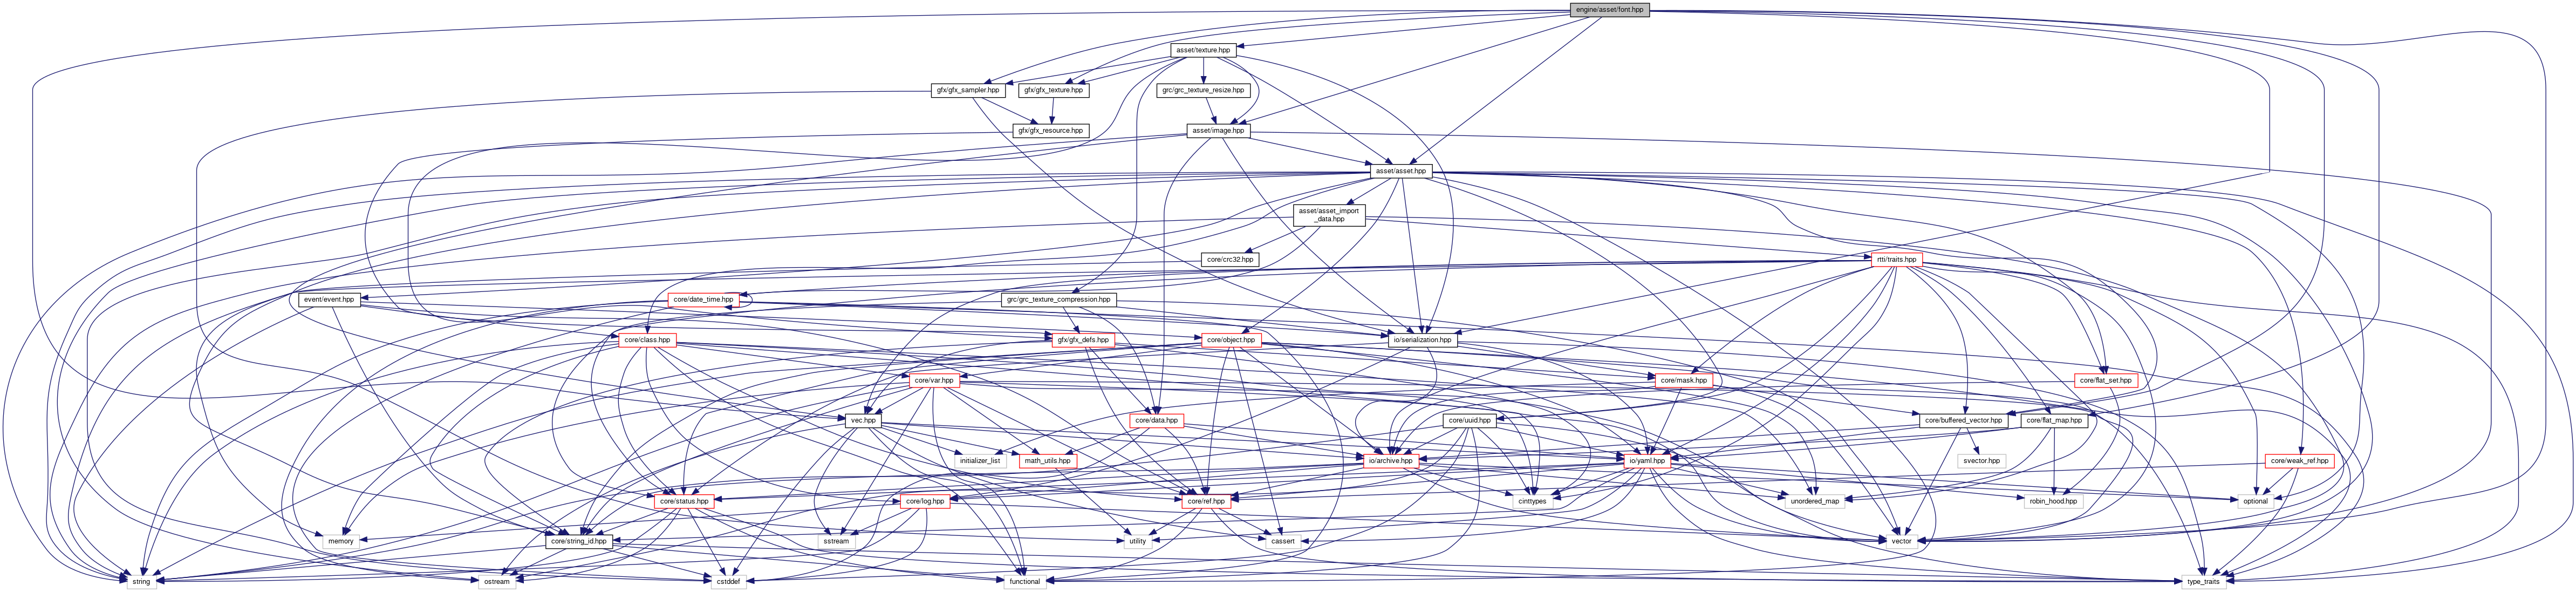 engine/asset/font.hpp
asset/texture.hpp
gfx/gfx_sampler.hpp
gfx/gfx_texture.hpp
grc/grc_texture_resize.hpp
gfx/gfx_resource.hpp
asset/image.hpp
asset/asset.hpp
asset/asset_import
_data.hpp
core/crc32.hpp
rtti/traits.hpp
event/event.hpp
core/date_time.hpp
grc/grc_texture_compression.hpp
core/class.hpp
gfx/gfx_defs.hpp
core/object.hpp
io/serialization.hpp
core/var.hpp
core/mask.hpp
core/flat_set.hpp
vec.hpp
core/data.hpp
core/uuid.hpp
core/buffered_vector.hpp
core/flat_map.hpp
initializer_list
math_utils.hpp
io/archive.hpp
io/yaml.hpp
svector.hpp
core/weak_ref.hpp
core/status.hpp
core/log.hpp
core/ref.hpp
cinttypes
unordered_map
robin_hood.hpp
optional
memory
core/string_id.hpp
sstream
utility
cassert
vector
string
ostream
cstddef
functional
type_traits